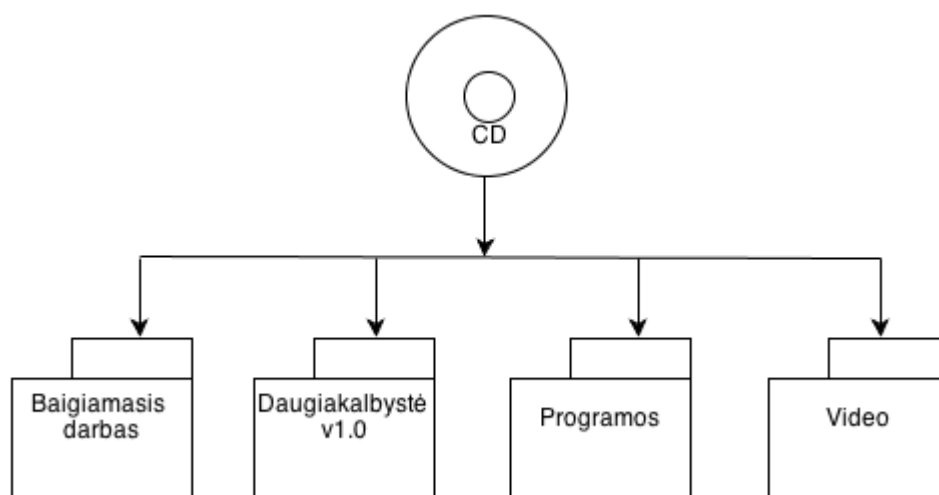 CD
Baigiamasis
darbas
Daugiakalbystė
v1.0
Programos
Video